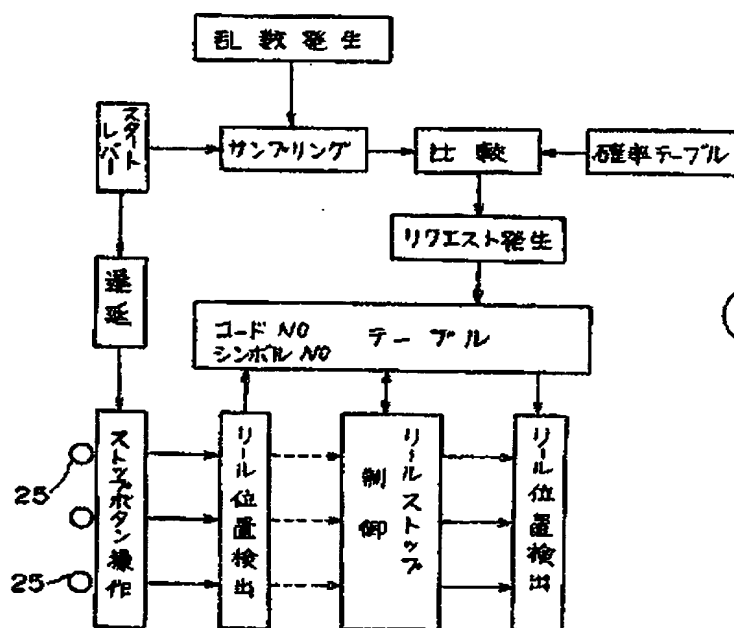 乱数発生
スタートレバー
サンプリング
比較
確率テーブル
リクエスト発生
遅延
コード NO
シンボル NO
テーブル
ストップボタン操作
リール位置検出
リールストップ
制御
リール位置検出
25
25